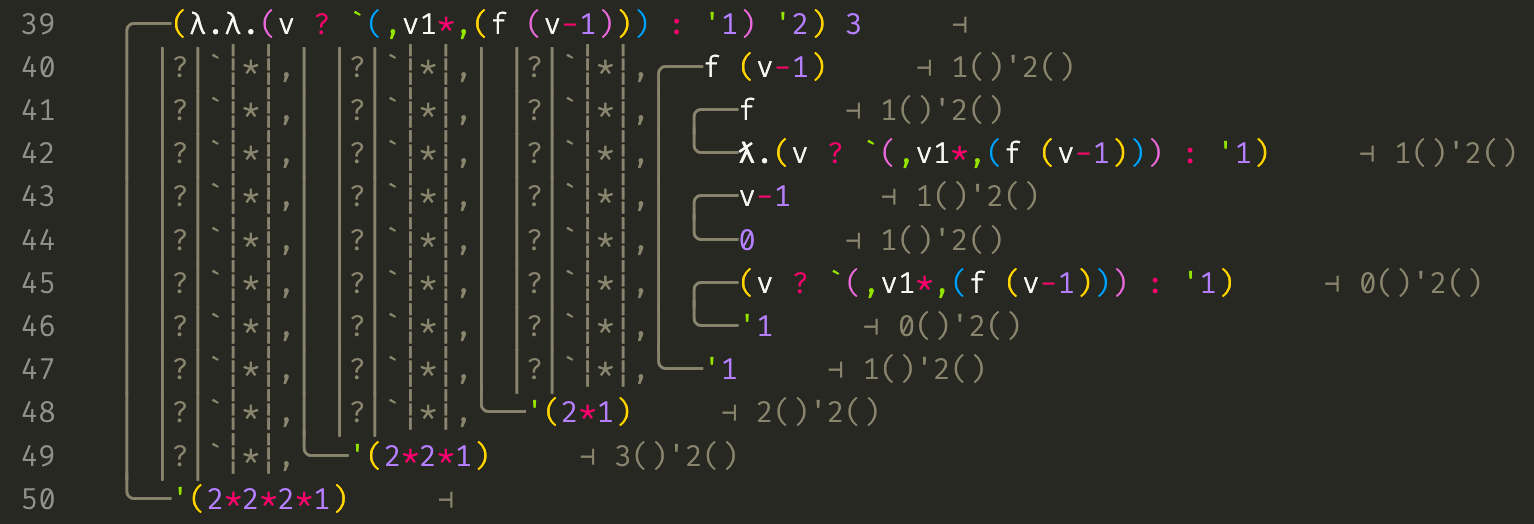 39 (λ.λ.(v ? `(,v1*,(f (v-1))) : '1) '2) 3 ⊣
40 ? ` * , ? ` * , ? ` * , f (v-1) ⊣ 1()'2()
41 ? ` * , ? ` * , ? ` * , f ⊣ 1()'2()
42 ? ` * , ? ` * , ? ` * , ƛ.(v ? `(,v1*,(f (v-1))) : '1) ⊣ 1()'2()
43 ? ` * , ? ` * , ? ` * , v-1 ⊣ 1()'2()
44 ? ` * , ? ` * , ? ` * , 0 ⊣ 1()'2()
45 ? ` * , ? ` * , ? ` * , (v ? `(,v1*,(f (v-1))) : '1) ⊣ 0()'2()
46 ? ` * , ? ` * , ? ` * , '1 ⊣ 0()'2()
47 ? ` * , ? ` * , ? ` * , '1 ⊣ 1()'2()
48 ? ` * , ? ` * , '(2*1) ⊣ 2()'2()
49 ? ` * , '(2*2*1) ⊣ 3()'2()
50 '(2*2*2*1) ⊣